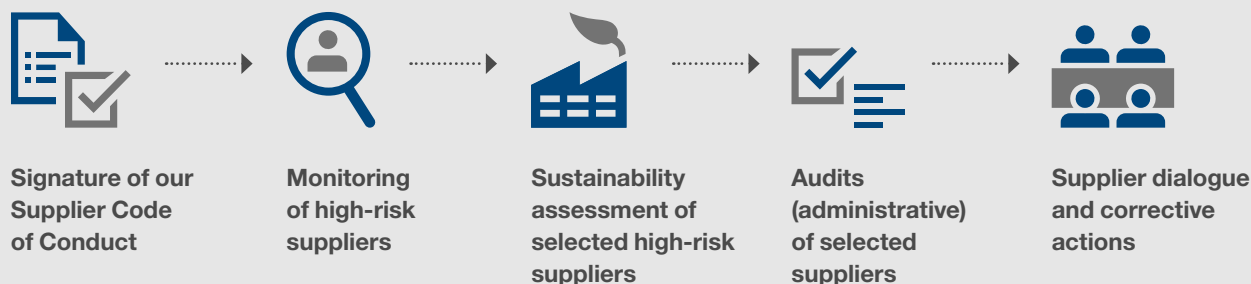 Signature of our
Supplier Code
of Conduct
Monitoring
of high-risk
suppliers
Sustainability
assessment of
selected high-risk
suppliers
Audits
(administrative)
of selected
suppliers
Supplier dialogue
and corrective
actions